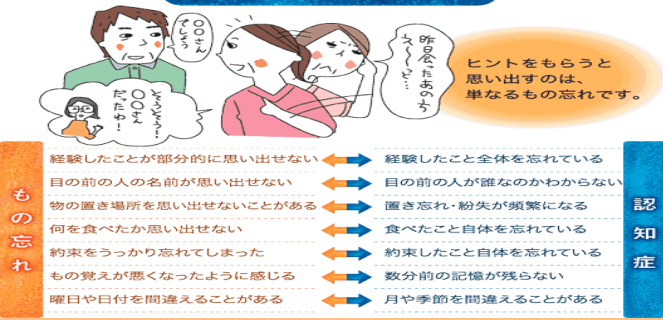 〇〇さん
でしょう
昨日会ったあの人
う〜〜っと…
そうそう!
〇〇さん
だったわ!
ヒントをもらうと
思い出すのは、
単なるもの忘れです。
もの忘れ
認知症
経験したことが部分的に思い出せない
経験したこと全体を忘れている
目の前の人の名前が思い出せない
目の前の人が誰なのかわからない
物の置き場所を思い出せないことがある
置き忘れ・紛失が頻繁になる
何を食べたか思い出せない
食べたこと自体を忘れている
約束をうっかり忘れてしまった
約束したこと自体を忘れている
もの覚えが悪くなったように感じる
数分前の記憶が残らない
曜日や日付を間違えることがある
月や季節を間違えることがある